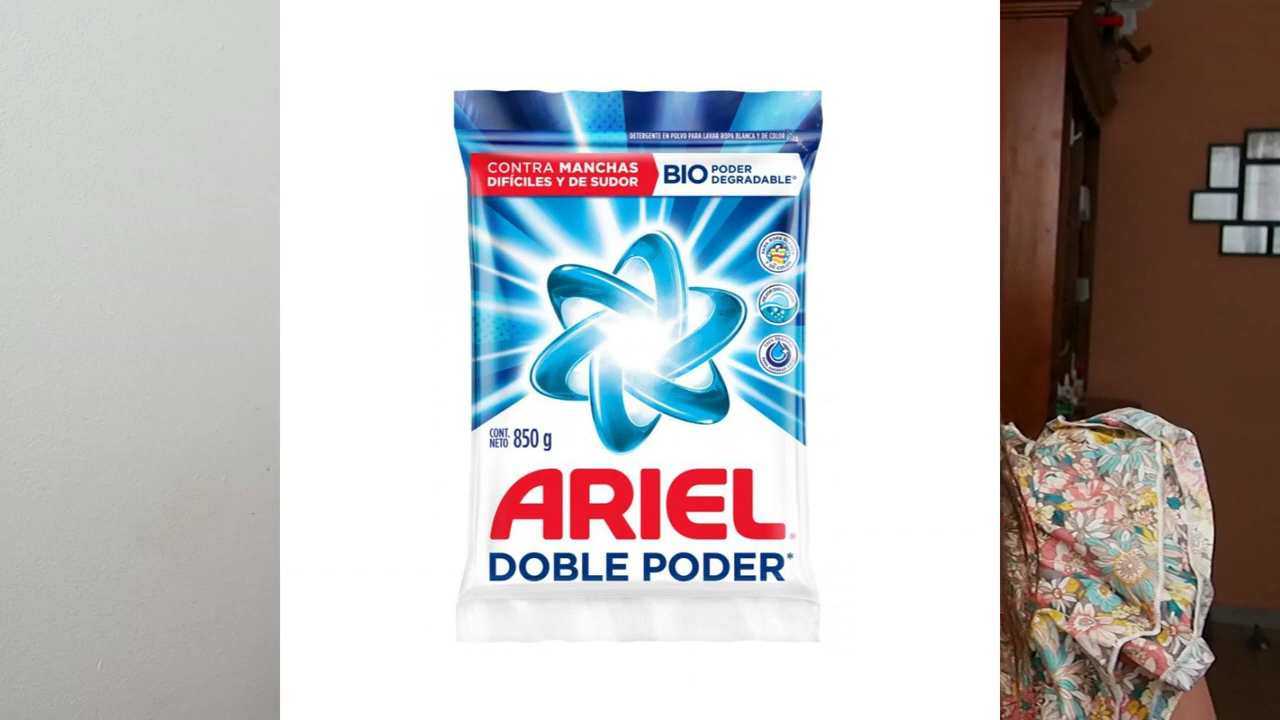 DETERGENTE EN POLVO PARA LAVAR ROPA BLANCA Y DE COLOR
CONTRA MANCHAS
DIFÍCILES Y DE SUDOR
BIO PODER
DEGRADABLE*
CONT.
NETO 850 g
ARIEL®
DOBLE PODER*